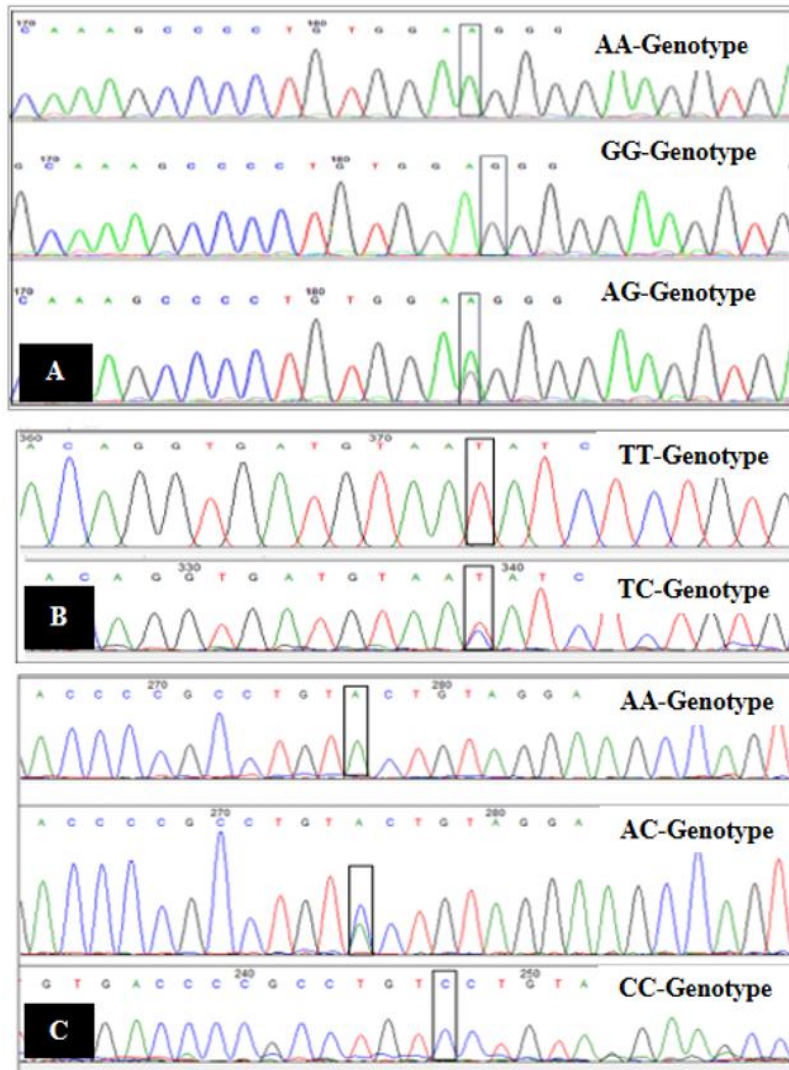 170 180
C A A A G C C C C T G T G G A A G G G
AA-Genotype
170 180
G C A A A G C C C C T G T G G A G G G
GG-Genotype
170 180
C A A A G C C C C T G T G G A A G G G
AG-Genotype
A
360 370
A C A G G T G A T G T A A T A T C
TT-Genotype
330 340
A C A G G T G A T G T A A T A T C
TC-Genotype
B
270 280
A C C C C G C C T G T A C T G T A G G A
AA-Genotype
270 280
A C C C C G C C T G T A C T G T A G G A
AC-Genotype
240 250
T G T G A C C C C G C C T G T C C T G T A
CC-Genotype
C